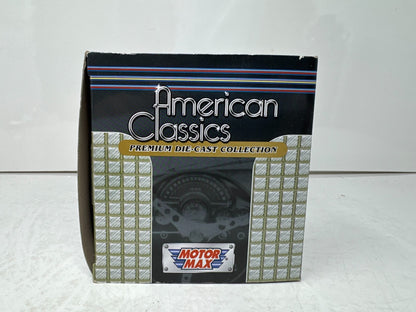 American
Classics
PREMIUM DIE-CAST COLLECTION
MOTOR
MAX